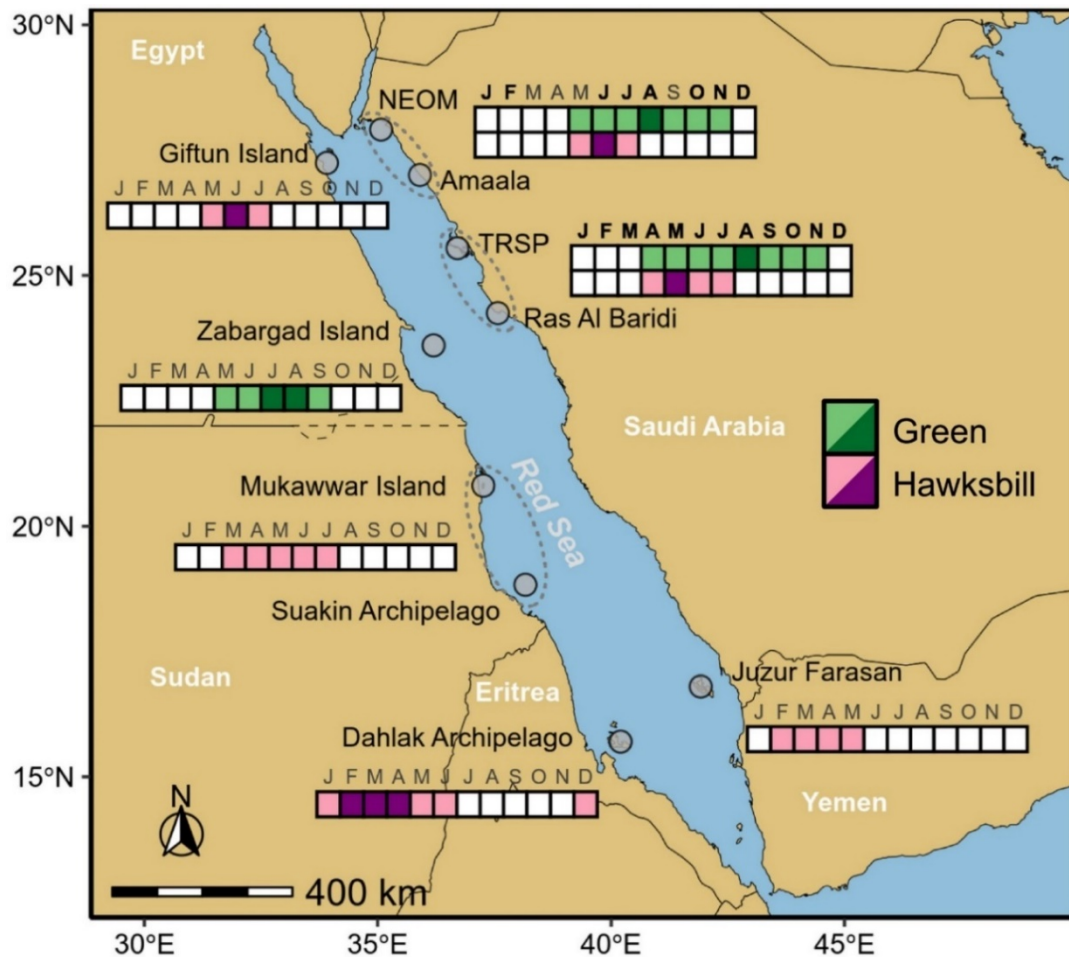 30°N
Egypt
NEOM
J F M A M J J A S O N D
Giftun Island
Amaala
J F M A M J J A S O N D
TRSP
J F M A M J J A S O N D
25°N
Ras Al Baridi
Zabargad Island
J F M A M J J A S O N D
Saudi Arabia
Green
Hawksbill
Red Sea
Mukawwar Island
20°N
J F M A M J J A S O N D
Suakin Archipelago
Sudan
Eritrea
Juzur Farasan
J F M A M J J A S O N D
Dahlak Archipelago
15°N
J F M A M J J A S O N D
Yemen
N
400 km
30°E 35°E 40°E 45°E